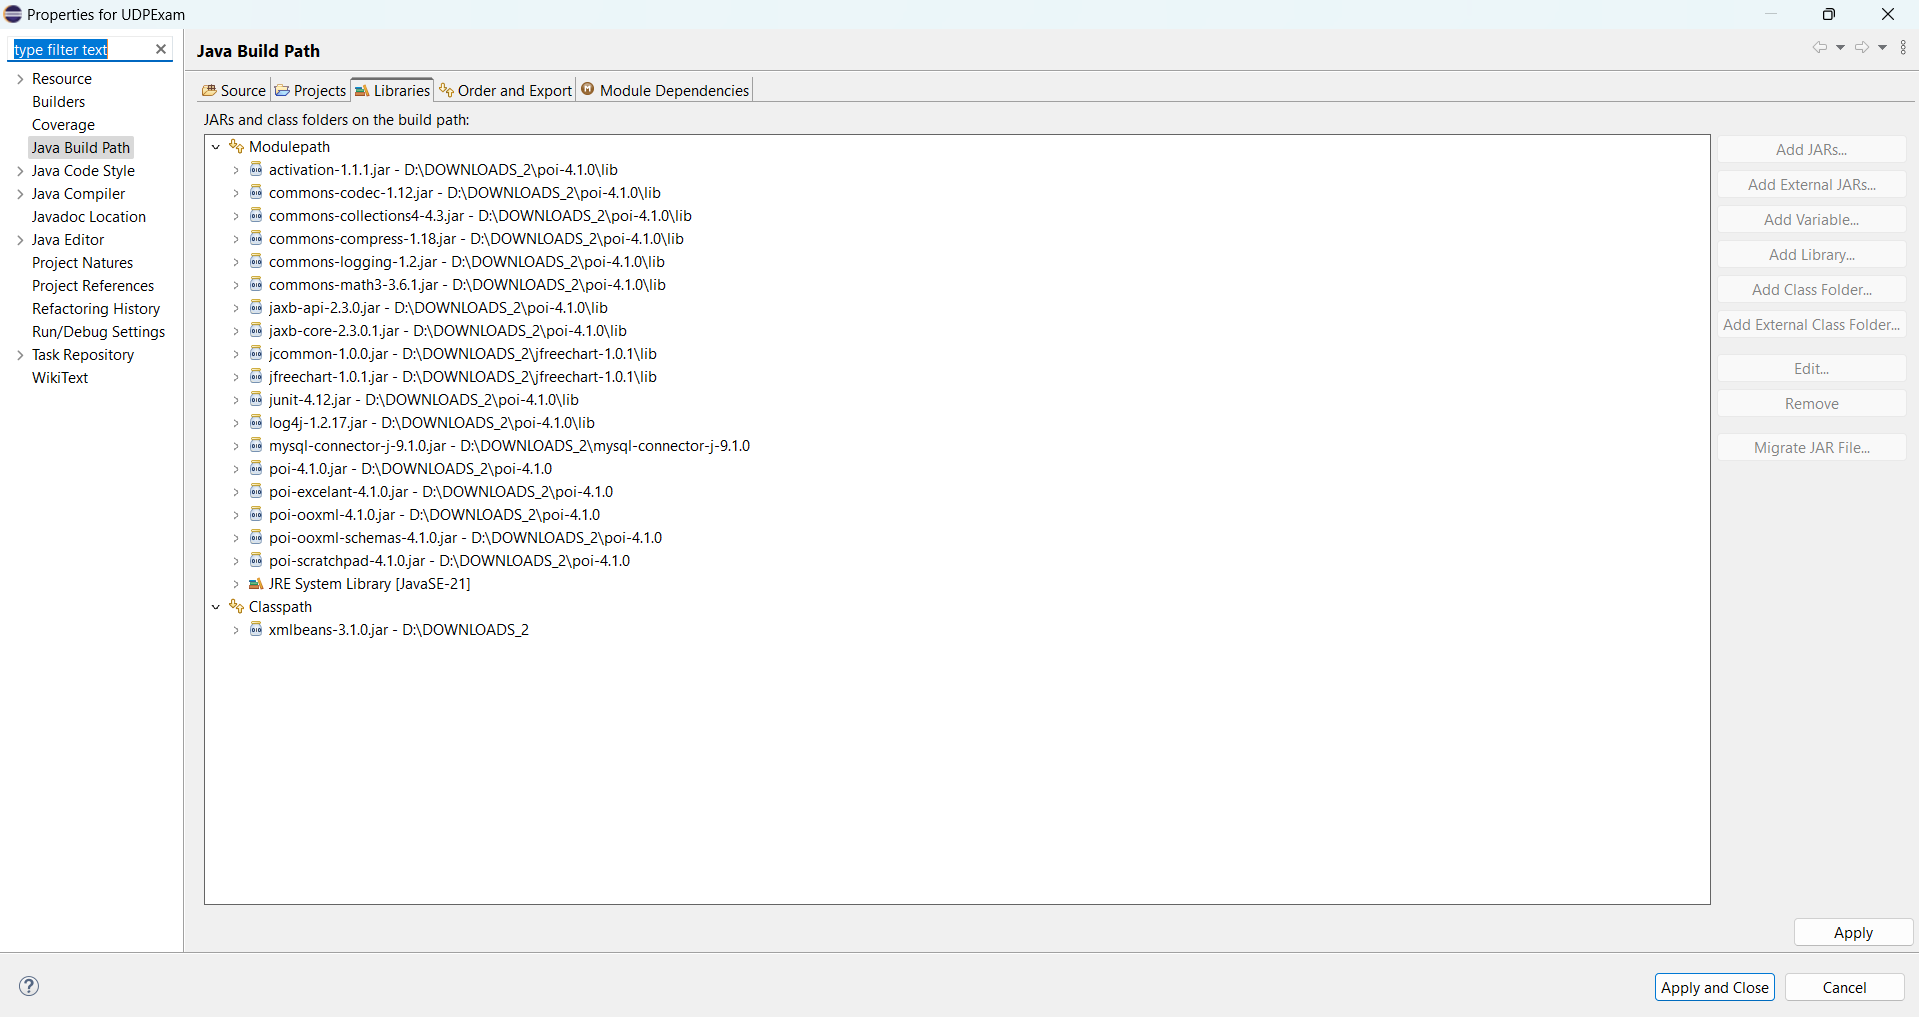 Properties for UDPExam
type filter text
Resource
Builders
Coverage
Java Build Path
Java Code Style
Java Compiler
Javadoc Location
Java Editor
Project Natures
Project References
Refactoring History
Run/Debug Settings
Task Repository
WikiText
Java Build Path
Source Projects Libraries Order and Export Module Dependencies
JARs and class folders on the build path:
Modulepath
activation-1.1.1.jar - D:\DOWNLOADS_2\poi-4.1.0\lib
commons-codec-1.12.jar - D:\DOWNLOADS_2\poi-4.1.0\lib
commons-collections4-4.3.jar - D:\DOWNLOADS_2\poi-4.1.0\lib
commons-compress-1.18.jar - D:\DOWNLOADS_2\poi-4.1.0\lib
commons-logging-1.2.jar - D:\DOWNLOADS_2\poi-4.1.0\lib
commons-math3-3.6.1.jar - D:\DOWNLOADS_2\poi-4.1.0\lib
jaxb-api-2.3.0.jar - D:\DOWNLOADS_2\poi-4.1.0\lib
jaxb-core-2.3.0.1.jar - D:\DOWNLOADS_2\poi-4.1.0\lib
jcommon-1.0.0.jar - D:\DOWNLOADS_2\jfreechart-1.0.1\lib
jfreechart-1.0.1.jar - D:\DOWNLOADS_2\jfreechart-1.0.1\lib
junit-4.12.jar - D:\DOWNLOADS_2\poi-4.1.0\lib
log4j-1.2.17.jar - D:\DOWNLOADS_2\poi-4.1.0\lib
mysql-connector-j-9.1.0.jar - D:\DOWNLOADS_2\mysql-connector-j-9.1.0
poi-4.1.0.jar - D:\DOWNLOADS_2\poi-4.1.0
poi-excelant-4.1.0.jar - D:\DOWNLOADS_2\poi-4.1.0
poi-ooxml-4.1.0.jar - D:\DOWNLOADS_2\poi-4.1.0
poi-ooxml-schemas-4.1.0.jar - D:\DOWNLOADS_2\poi-4.1.0
poi-scratchpad-4.1.0.jar - D:\DOWNLOADS_2\poi-4.1.0
JRE System Library [JavaSE-21]
Classpath
xmlbeans-3.1.0.jar - D:\DOWNLOADS_2
Add JARs...
Add External JARs...
Add Variable...
Add Library...
Add Class Folder...
Add External Class Folder...
Edit...
Remove
Migrate JAR File...
Apply
Apply and Close
Cancel